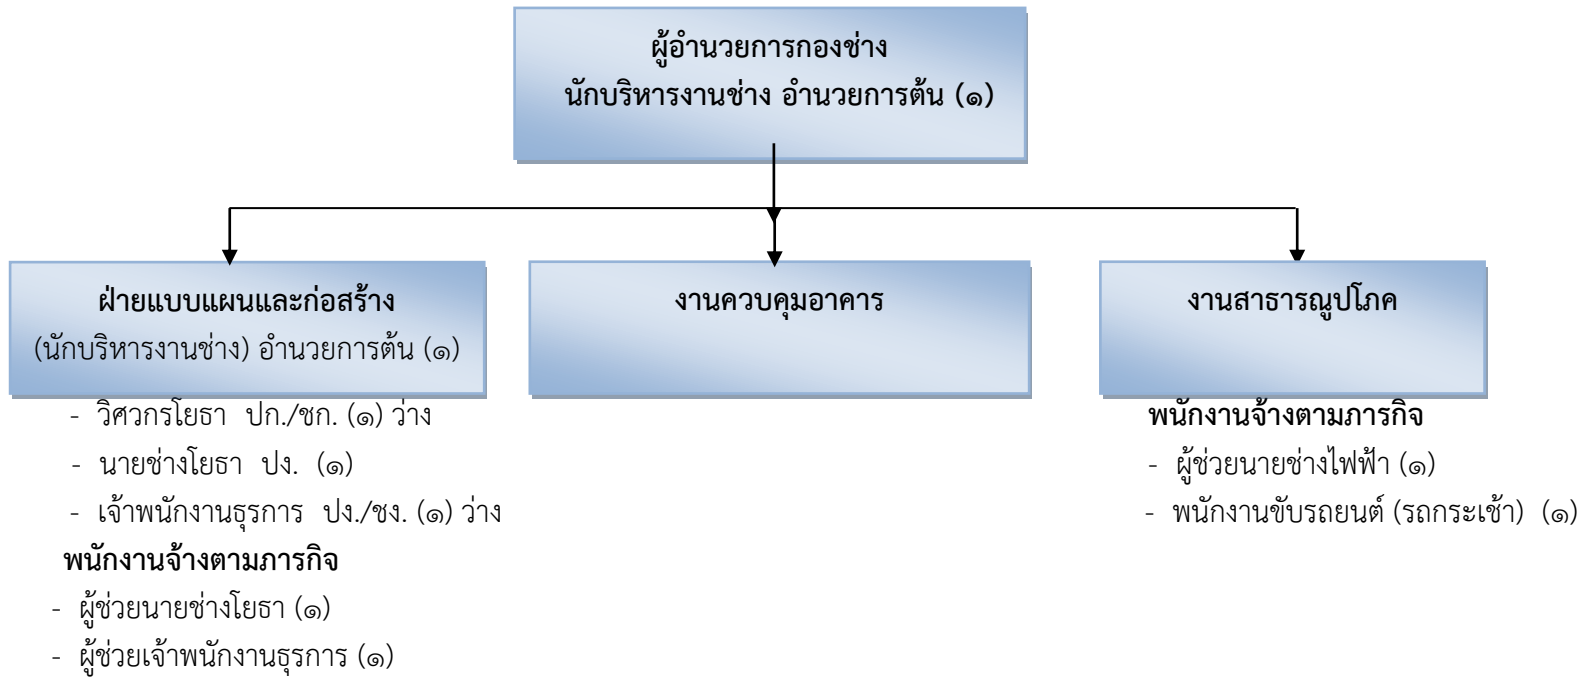 ผู้อำนวยการกองช่าง
นักบริหารงานช่าง อำนวยการต้น (๑)
ฝ่ายแบบแผนและก่อสร้าง
(นักบริหารงานช่าง) อำนวยการต้น (๑)
- วิศวกรโยธา ปก./ชก. (๑) ว่าง
- นายช่างโยธา ปง. (๑)
- เจ้าพนักงานธุรการ ปง./ชง. (๑) ว่าง
พนักงานจ้างตามภารกิจ
- ผู้ช่วยนายช่างโยธา (๑)
- ผู้ช่วยเจ้าพนักงานธุรการ (๑)
งานควบคุมอาคาร
งานสาธารณูปโภค
พนักงานจ้างตามภารกิจ
- ผู้ช่วยนายช่างไฟฟ้า (๑)
- พนักงานขับรถยนต์ (รถกระเช้า) (๑)